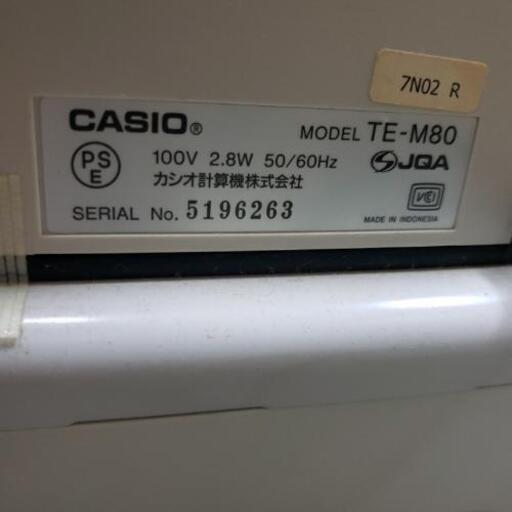 7N02 R
CASIO® MODEL TE-M80
PS E 100V 2.8W 50/60Hz JQA
カシオ計算機株式会社
VCI
SERIAL No. 5196263 MADE IN INDONESIA